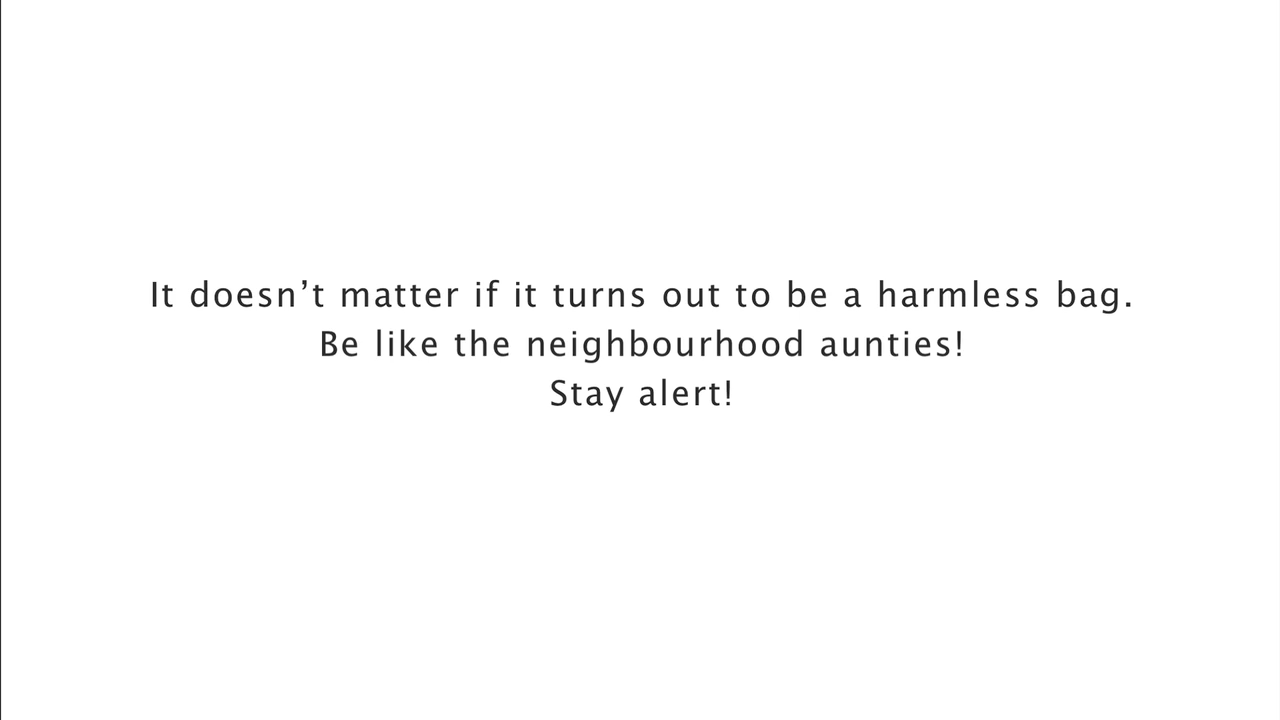 It doesn’t matter if it turns out to be a harmless bag.
Be like the neighbourhood aunties!
Stay alert!